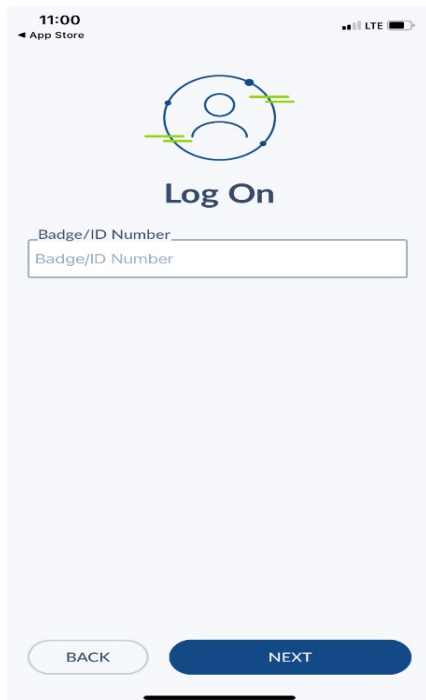 11:00
LTE
◄ App Store
Log On
Badge/ID Number
Badge/ID Number
BACK
NEXT